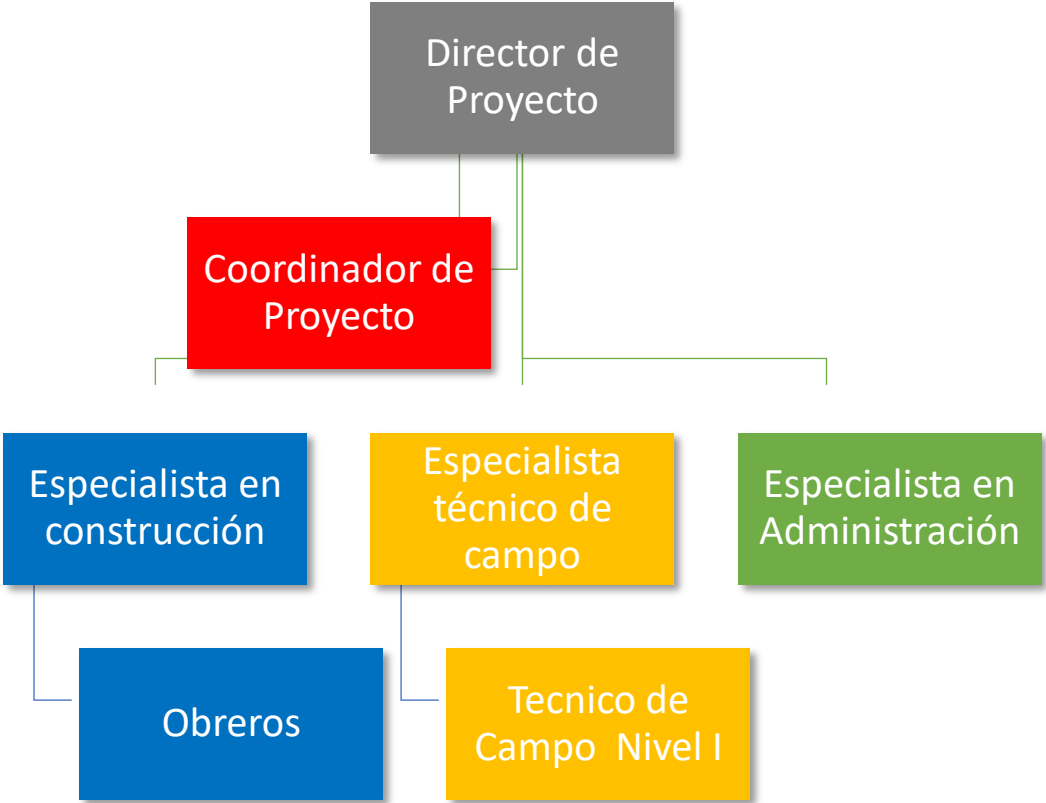 Director de
Proyecto
Coordinador de
Proyecto
Especialista en
construcción
Especialista
técnico de
campo
Especialista en
Administración
Obreros
Tecnico de
Campo  Nivel I